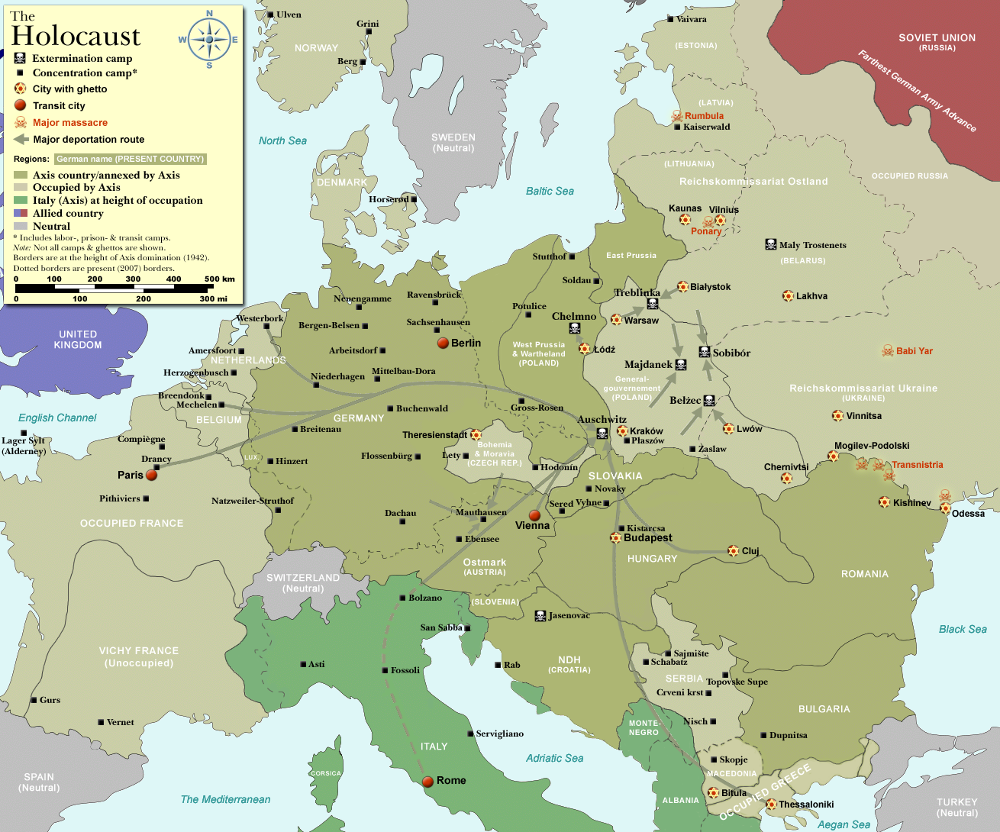 The
Holocaust
N
W
E
S
Extermination camp
Concentration camp*
City with ghetto
Transit city
Major massacre
Major deportation route
Regions: German name (PRESENT COUNTRY)
Axis country/annexed by Axis
Occupied by Axis
Italy (Axis) at height of occupation
Allied country
Neutral
* Includes labor-, prison- & transit camps.
Note: Not all camps & ghettos are shown.
Borders are at the height of Axis domination (1942).
Dotted borders are present (2007) borders.
0 100 200 300 400 500 km
0 100 200 300 mi
Ulven
Grini
NORWAY
Berg
Vaivara
(ESTONIA)
SOVIET UNION
(RUSSIA)
Farthest German Army Advance
(LATVIA)
Rumbula
Kaiserwald
North Sea
SWEDEN
(Neutral)
(LITHUANIA)
Reichskommissariat Ostland
OCCUPIED RUSSIA
DENMARK
Horserød
Baltic Sea
Kaunas
Vilnius
Ponary
Maly Trostenets
(BELARUS)
Stutthof
East Prussia
Soldau
Treblinka
Białystok
Lakhva
Neuengamme
Ravensbrück
Potulice
Chelmno
Warsaw
Westerbork
Bergen-Belsen
Sachsenhausen
Berlin
UNITED
KINGDOM
Amersfoort
NETHERLANDS
Arbeitsdorf
West Prussia
& Wartheland
(POLAND)
Łódź
Sobibór
Babi Yar
Majdanek
Herzogenbusch
Niederhagen
Mittelbau-Dora
General-
gouvernement
(POLAND)
Reichskommissariat Ukraine
(UKRAINE)
Breendonk
Mechelen
Bełżec
English Channel
BELGIUM
GERMANY
Buchenwald
Gross-Rosen
Auschwitz
Vinnitsa
Lager Sylt
(Alderney)
Compiègne
Breitenau
Theresienstadt
Kraków
Płaszów
Lwów
Bohemia
& Moravia
(CZECH REP.)
Mogilev-Podolski
Drancy
LUX.
Hinzert
Flossenbürg
Lety
Hodonín
Zaslaw
Chernivtsi
Transnistria
Paris
SLOVAKIA
Pithiviers
Natzweiler-Struthof
Novaky
Sered
Vyhne
Kishinev
Odessa
OCCUPIED FRANCE
Dachau
Mauthausen
Vienna
Kistarcsa
Budapest
Ebensee
Cluj
Ostmark
(AUSTRIA)
HUNGARY
ROMANIA
SWITZERLAND
(Neutral)
Bolzano
(SLOVENIA)
Jasenovac
San Sabba
Black Sea
VICHY FRANCE
(Unoccupied)
Asti
Fossoli
Rab
NDH
(CROATIA)
Sajmište
Schabatz
SERBIA
Topovske Supe
Crveni krst
Gurs
Vernet
BULGARIA
Nisch
MONTE-
NEGRO
Servigliano
Dupnitsa
ITALY
Adriatic Sea
Skopje
MACEDONIA
CORSICA
SPAIN
(Neutral)
Rome
Bitula
OCCUPIED GREECE
The Mediterranean
ALBANIA
Thessaloniki
TURKEY
(Neutral)
Aegan Sea